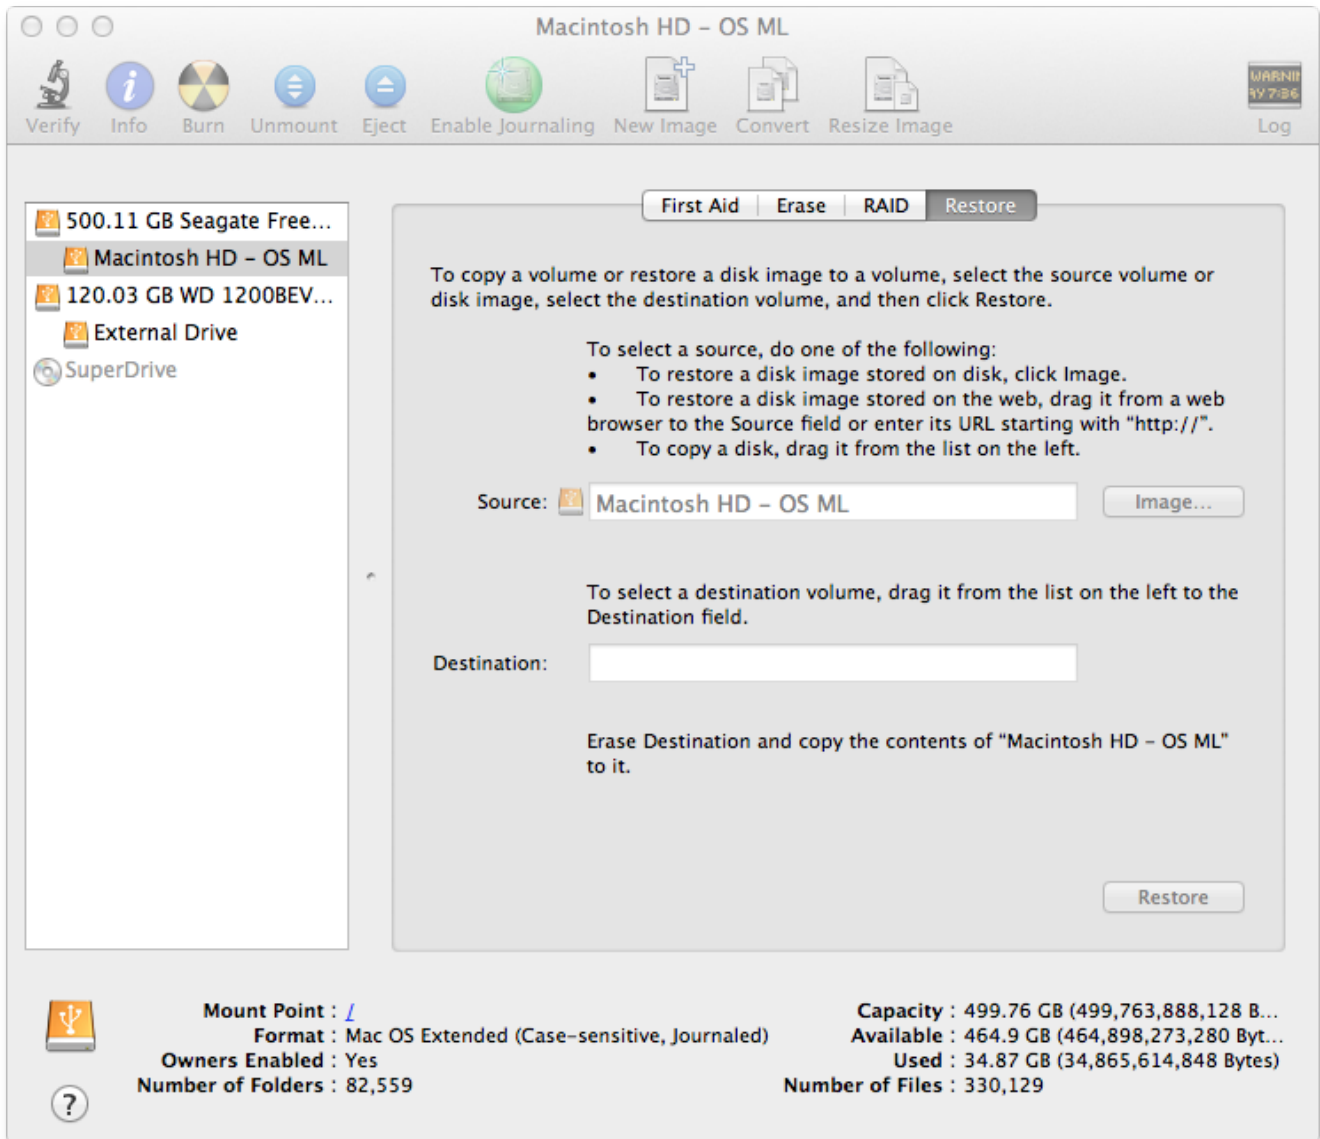 Macintosh HD – OS ML
Verify Info Burn Unmount Eject Enable Journaling New Image Convert Resize Image Log
WARNIN
AY 7:36
500.11 GB Seagate Free...
Macintosh HD – OS ML
120.03 GB WD 1200BEV...
External Drive
SuperDrive
First Aid Erase RAID Restore
To copy a volume or restore a disk image to a volume, select the source volume or
disk image, select the destination volume, and then click Restore.
To select a source, do one of the following:
• To restore a disk image stored on disk, click Image.
• To restore a disk image stored on the web, drag it from a web
browser to the Source field or enter its URL starting with “http://”.
• To copy a disk, drag it from the list on the left.
Source: Macintosh HD – OS ML Image...
To select a destination volume, drag it from the list on the left to the
Destination field.
Destination:
Erase Destination and copy the contents of “Macintosh HD – OS ML”
to it.
Restore
Mount Point : /
Format : Mac OS Extended (Case-sensitive, Journaled)
Owners Enabled : Yes
Number of Folders : 82,559
Capacity : 499.76 GB (499,763,888,128 B...
Available : 464.9 GB (464,898,273,280 Byt...
Used : 34.87 GB (34,865,614,848 Bytes)
Number of Files : 330,129
?